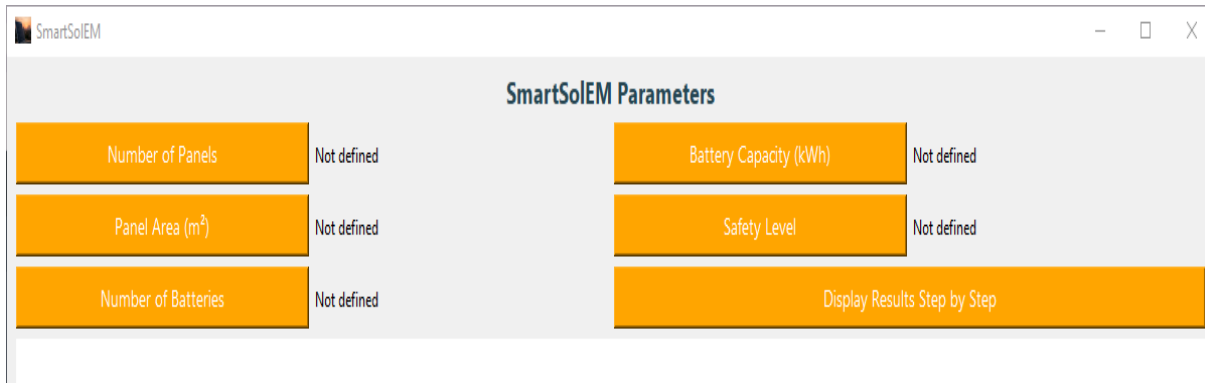 SmartSolEM
SmartSolEM Parameters
Number of Panels Not defined Battery Capacity (kWh) Not defined
Panel Area (m²) Not defined Safety Level Not defined
Number of Batteries Not defined Display Results Step by Step